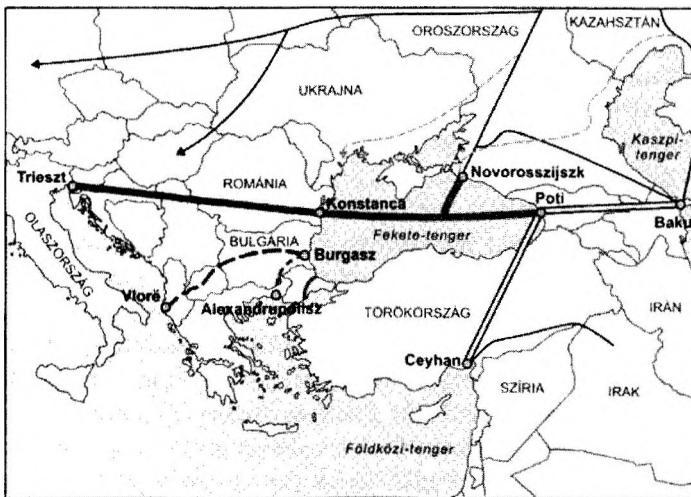 OROSZORSZÁG
KAZAHSZTÁN
UKRAJNA
Kaszpi-
tenger
Trieszt
Novorosszijszk
ROMÁNIA
Konstanca
Poti
Baku
OLASZORSZÁG
Fekete-tenger
BULGÁRIA
Burgasz
Vlorë
Alexandrupolisz
TÖRÖKORSZÁG
IRÁN
Ceyhan
SZÍRIA
IRAK
Földközi-tenger